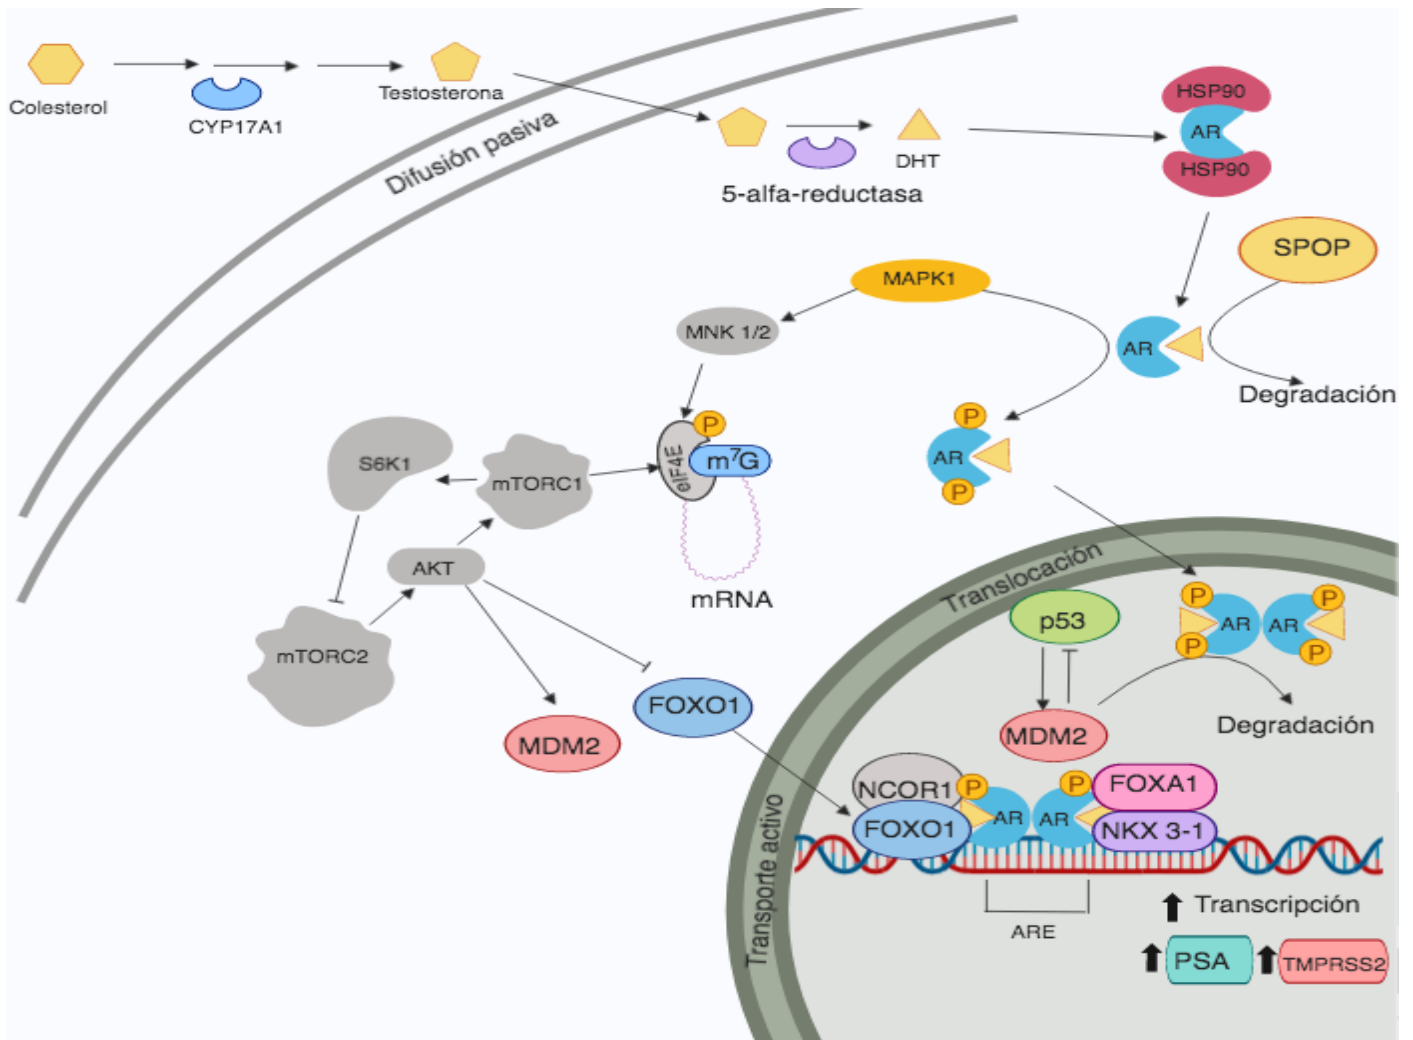 Colesterol
CYP17A1
Testosterona
Difusión pasiva
5-alfa-reductasa
DHT
HSP90
AR
HSP90
SPOP
AR
Degradación
MAPK1
MNK 1/2
P
AR
P
P
eIF4E
m⁷G
mRNA
S6K1
mTORC1
AKT
mTORC2
MDM2
FOXO1
Translocación
Transporte activo
p53
MDM2
P
P
AR
AR
P
P
Degradación
NCOR1
FOXO1
P
AR
AR
P
FOXA1
NKX 3-1
ARE
Transcripción
PSA
TMPRSS2